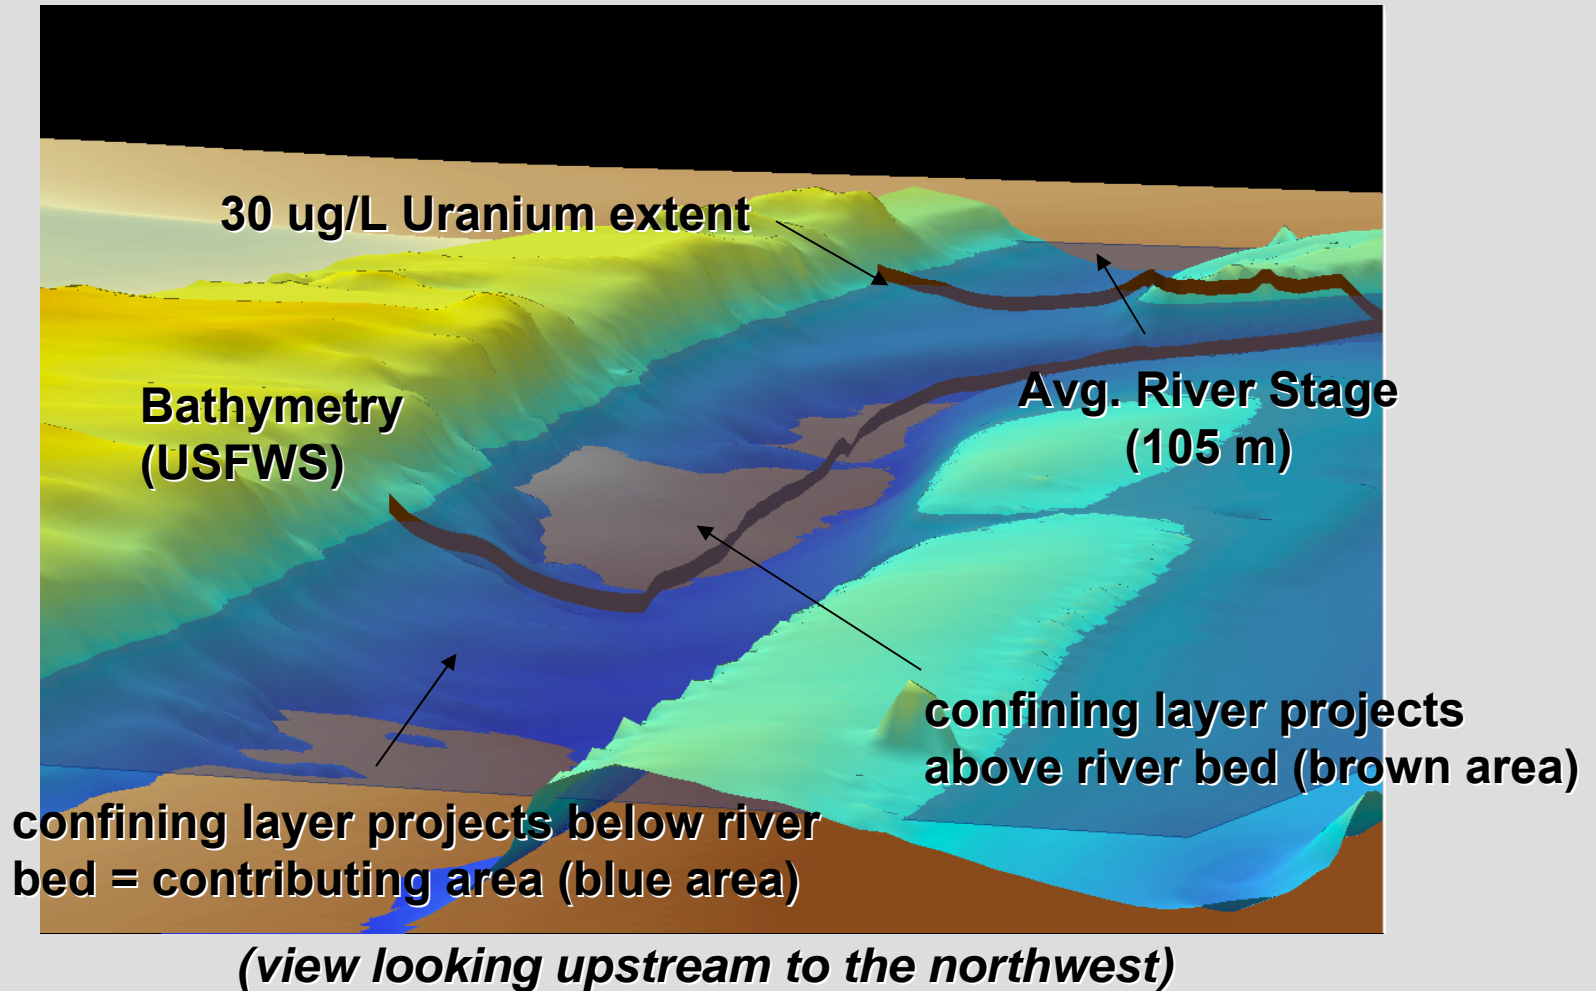 30 ug/L Uranium extent
Bathymetry
(USFWS)
Avg. River Stage
(105 m)
confining layer projects
above river bed (brown area)
confining layer projects below river
bed = contributing area (blue area)
(view looking upstream to the northwest)